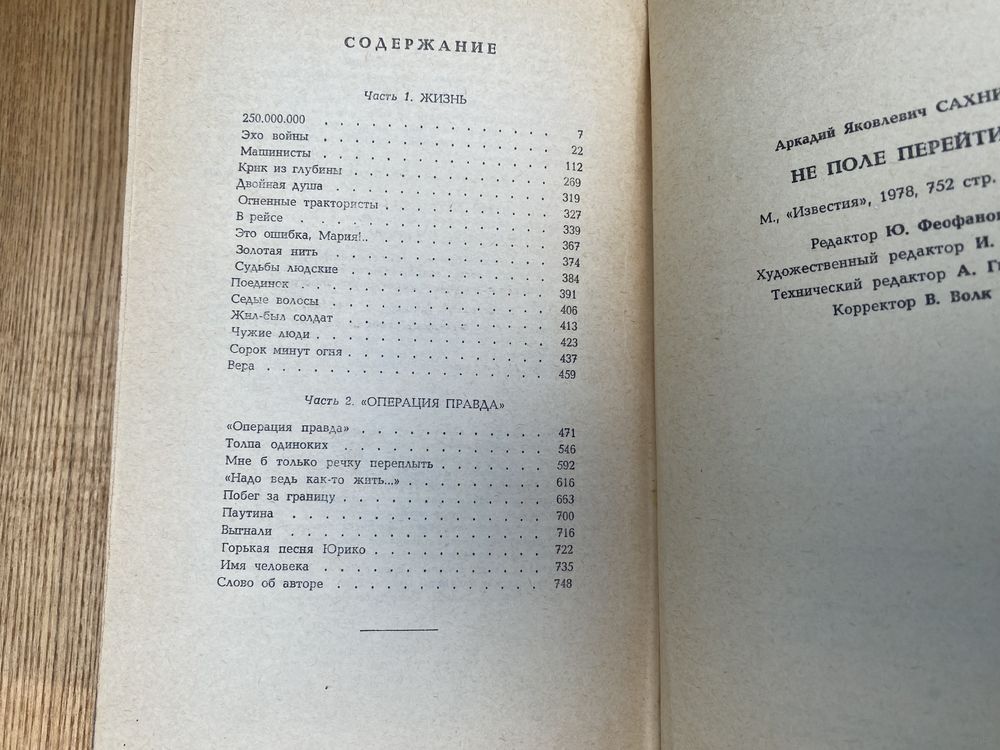 СОДЕРЖАНИЕ
Часть 1. ЖИЗНЬ
250.000.000 . . . . . . . . . . . . . . . . 7
Эхо войны . . . . . . . . . . . . . . . . 22
Машинисты . . . . . . . . . . . . . . . . 112
Крик из глубины . . . . . . . . . . . . . . 269
Двойная душа . . . . . . . . . . . . . . . 319
Огненные трактористы . . . . . . . . . . . . 327
В рейсе . . . . . . . . . . . . . . . . . 339
Это ошибка, Мария!.. . . . . . . . . . . . . 367
Золотая нить . . . . . . . . . . . . . . . 374
Судьбы людские . . . . . . . . . . . . . . 384
Поединок . . . . . . . . . . . . . . . . 391
Седые волосы . . . . . . . . . . . . . . . 406
Жил-был солдат . . . . . . . . . . . . . . 413
Чужие люди . . . . . . . . . . . . . . . 423
Сорок минут огня . . . . . . . . . . . . . 437
Вера . . . . . . . . . . . . . . . . . . 459
Часть 2. «ОПЕРАЦИЯ ПРАВДА»
«Операция правда» . . . . . . . . . . . . . 471
Толпа одиноких . . . . . . . . . . . . . . 546
Мне б только речку переплыть . . . . . . . . . 592
«Надо ведь как-то жить...» . . . . . . . . . . 616
Побег за границу . . . . . . . . . . . . . 663
Паутина . . . . . . . . . . . . . . . . . 700
Выгнали . . . . . . . . . . . . . . . . . 716
Горькая песня Юрико . . . . . . . . . . . . 722
Имя человека . . . . . . . . . . . . . . . 735
Слово об авторе . . . . . . . . . . . . . . 748
Аркадий Яковлевич
НЕ ПОЛЕ ПЕРЕЙТИ
М., «Известия», 1978, 752 стр.
Редактор Ю. Феофанов
Художественный редактор И.
Технический редактор А.
Корректор В. Волк